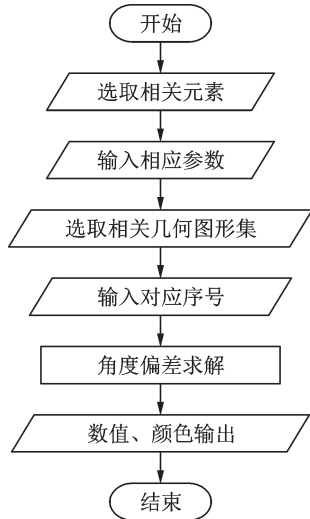 开始
选取相关元素
输入相应参数
选取相关几何图形集
输入对应序号
角度偏差求解
数值、颜色输出
结束